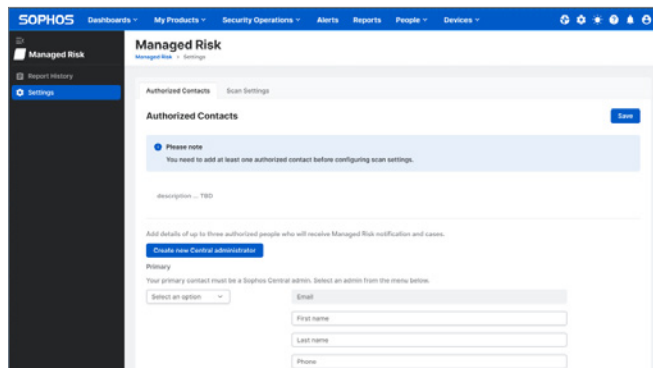 SOPHOS Dashboards My Products Security Operations Alerts Reports People Devices
Managed Risk
Report History
Settings
Managed Risk
Managed Risk > Settings
Authorized Contacts Scan Settings
Authorized Contacts
Save
Please note
You need to add at least one authorized contact before configuring scan settings.
description ... TBD
Add details of up to three authorized people who will receive Managed Risk notification and cases.
Create new Central administrator
Primary
Your primary contact must be a Sophos Central admin. Select an admin from the menu below.
Select an option Email
First name
Last name
Phone